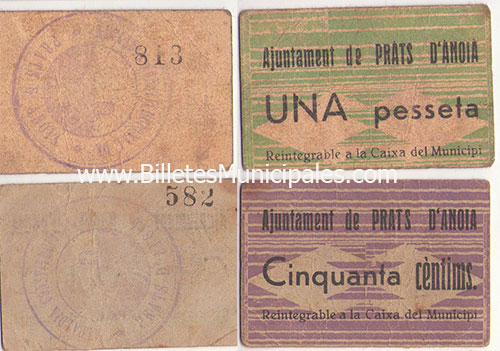 813
Ajuntament de PRATS D'ANOIA
UNA pesseta
Reintegrable a la Caixa del Municipi
www.BilletesMunicipales.com
582
Ajuntament de PRATS D'ANOIA
Cinquanta cèntims.
Reintegrable a la Caixa del Municipi